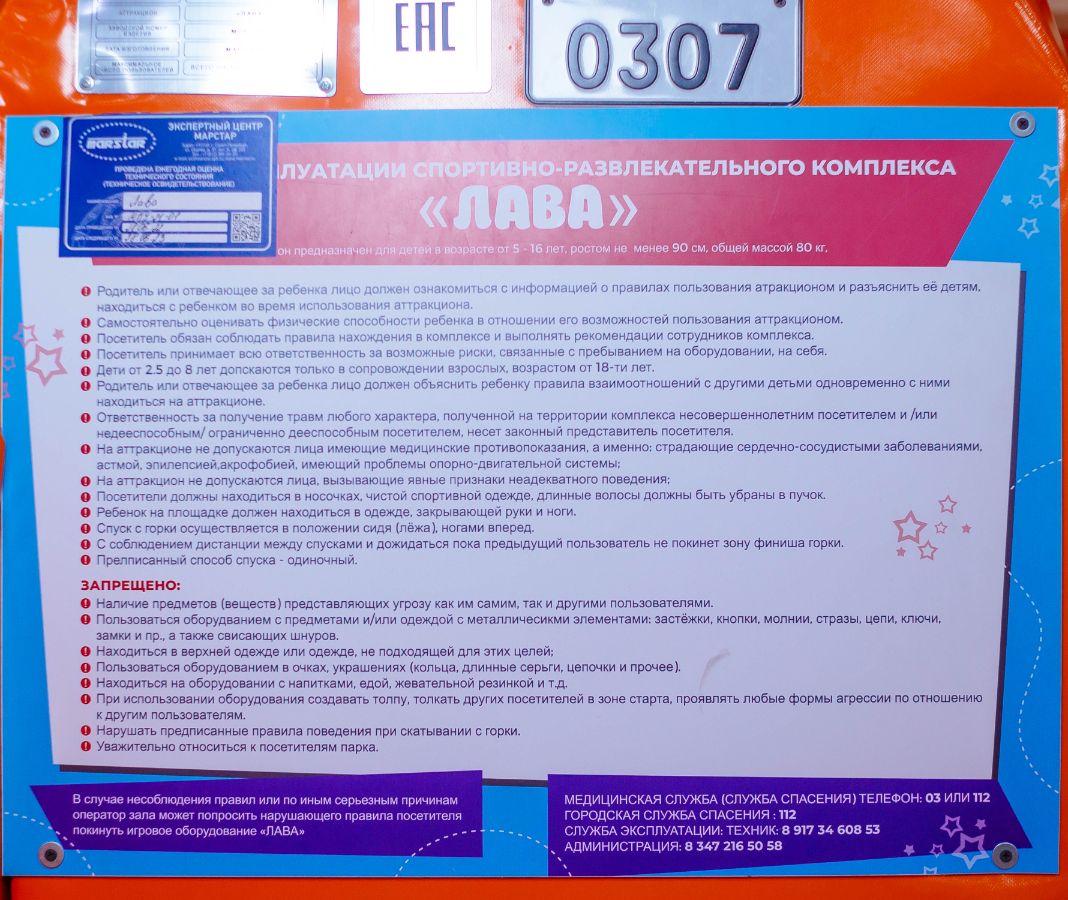 АТТРАКЦИОН
ЗАВОДСКОЙ НОМЕР
ИЗДЕЛИЯ
ДАТА ИЗГОТОВЛЕНИЯ
МАКСИМАЛЬНОЕ
ЕАС
0307
marstar
ЭКСПЕРТНЫЙ ЦЕНТР
МАРСТАР
ПРОВЕДЕНА ЕЖЕГОДНАЯ ОЦЕНКА
ТЕХНИЧЕСКОГО СОСТОЯНИЯ
(ТЕХНИЧЕСКОЕ ОСВИДЕТЕЛЬСТВОВАНИЕ)
Лава
ЛУАТАЦИИ СПОРТИВНО-РАЗВЛЕКАТЕЛЬНОГО КОМПЛЕКСА
«ЛАВА»
он предназначен для детей в возрасте от 5 - 16 лет, ростом не менее 90 см, общей массой 80 кг.
Родитель или отвечающее за ребенка лицо должен ознакомиться с информацией о правилах пользования атракционом и разъяснить её детям,
находиться с ребенком во время использования аттракциона.
Самостоятельно оценивать физические способности ребенка в отношении его возможностей пользования аттракционом.
Посетитель обязан соблюдать правила нахождения в комплексе и выполнять рекомендации сотрудников комплекса.
Посетитель принимает всю ответственность за возможные риски, связанные с пребыванием на оборудовании, на себя.
Дети от 2.5 до 8 лет допскаются только в сопровождении взрослых, возрастом от 18-ти лет.
Родитель или отвечающее за ребенка лицо должен объяснить ребенку правила взаимоотношений с другими детьми одновременно с ними
находиться на аттракционе.
Ответственность за получение травм любого характера, полученной на территории комплекса несовершеннолетним посетителем и /или
недееспособным/ ограниченно дееспособным посетителем, несет законный представитель посетителя.
На аттракционе не допускаются лица имеющие медицинские противопоказания, а именно: страдающие сердечно-сосудистыми заболеваниями,
астмой, эпилепсией,акрофобией, имеющий проблемы опорно-двигательной системы;
На аттракцион не допускаются лица, вызывающие явные признаки неадекватного поведения;
Посетители должны находиться в носочках, чистой спортивной одежде, длинные волосы должны быть убраны в пучок.
Ребенок на площадке должен находиться в одежде, закрывающей руки и ноги.
Спуск с горки осуществляется в положении сидя (лёжа), ногами вперед.
С соблюдением дистанции между спусками и дожидаться пока предыдущий пользователь не покинет зону финиша горки.
Прелписанный способ спуска - одиночный.
ЗАПРЕЩЕНО:
Наличие предметов (веществ) представляющих угрозу как им самим, так и другими пользователями.
Пользоваться оборудванием с предметами и/или одеждой с металлическими элементами: застёжки, кнопки, молнии, стразы, цепи, ключи,
замки и пр., а также свисающих шнуров.
Находиться в верхней одежде или одежде, не подходящей для этих целей;
Пользоваться оборудованием в очках, украшениях (кольца, длинные серьги, цепочки и прочее).
Находиться на оборудовании с напитками, едой, жевательной резинкой и т.д.
При использовании оборудования создавать толпу, толкать других посетителей в зоне старта, проявлять любые формы агрессии по отношению
к другим пользователям.
Нарушать предписанные правила поведения при скатывании с горки.
Уважительно относиться к посетителям парка.
В случае несоблюдения правил или по иным серьезным причинам
оператор зала может попросить нарушающего правила посетителя
покинуть игровое оборудование «ЛАВА»
МЕДИЦИНСКАЯ СЛУЖБА (СЛУЖБА СПАСЕНИЯ) ТЕЛЕФОН: 03 ИЛИ 112
ГОРОДСКАЯ СЛУЖБА СПАСЕНИЯ : 112
СЛУЖБА ЭКСПЛУАТАЦИИ: ТЕХНИК: 8 917 34 608 53
АДМИНИСТРАЦИЯ: 8 347 216 50 58